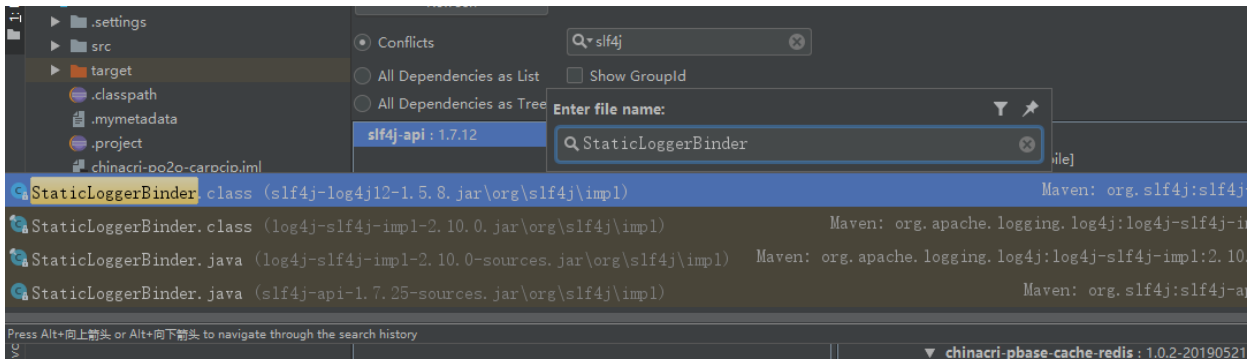 .settings
src
target
.classpath
.mymetadata
.project
chinacri-po2o-carpcip.iml
Conflicts
slf4j
All Dependencies as List
Show GroupId
All Dependencies as Tree
slf4j-api : 1.7.12
Enter file name:
StaticLoggerBinder
StaticLoggerBinder.class (slf4j-log4j12-1.5.8.jar\org\slf4j\impl) Maven: org.slf4j:slf4j-
StaticLoggerBinder.class (log4j-slf4j-impl-2.10.0.jar\org\slf4j\impl) Maven: org.apache.logging.log4j:log4j-slf4j-im
StaticLoggerBinder.java (log4j-slf4j-impl-2.10.0-sources.jar\org\slf4j\impl) Maven: org.apache.logging.log4j:log4j-slf4j-impl:2.10.
StaticLoggerBinder.java (slf4j-api-1.7.25-sources.jar\org\slf4j\impl) Maven: org.slf4j:slf4j-ap
Press Alt+向上箭头 or Alt+向下箭头 to navigate through the search history
chinacri-pbase-cache-redis : 1.0.2-20190521